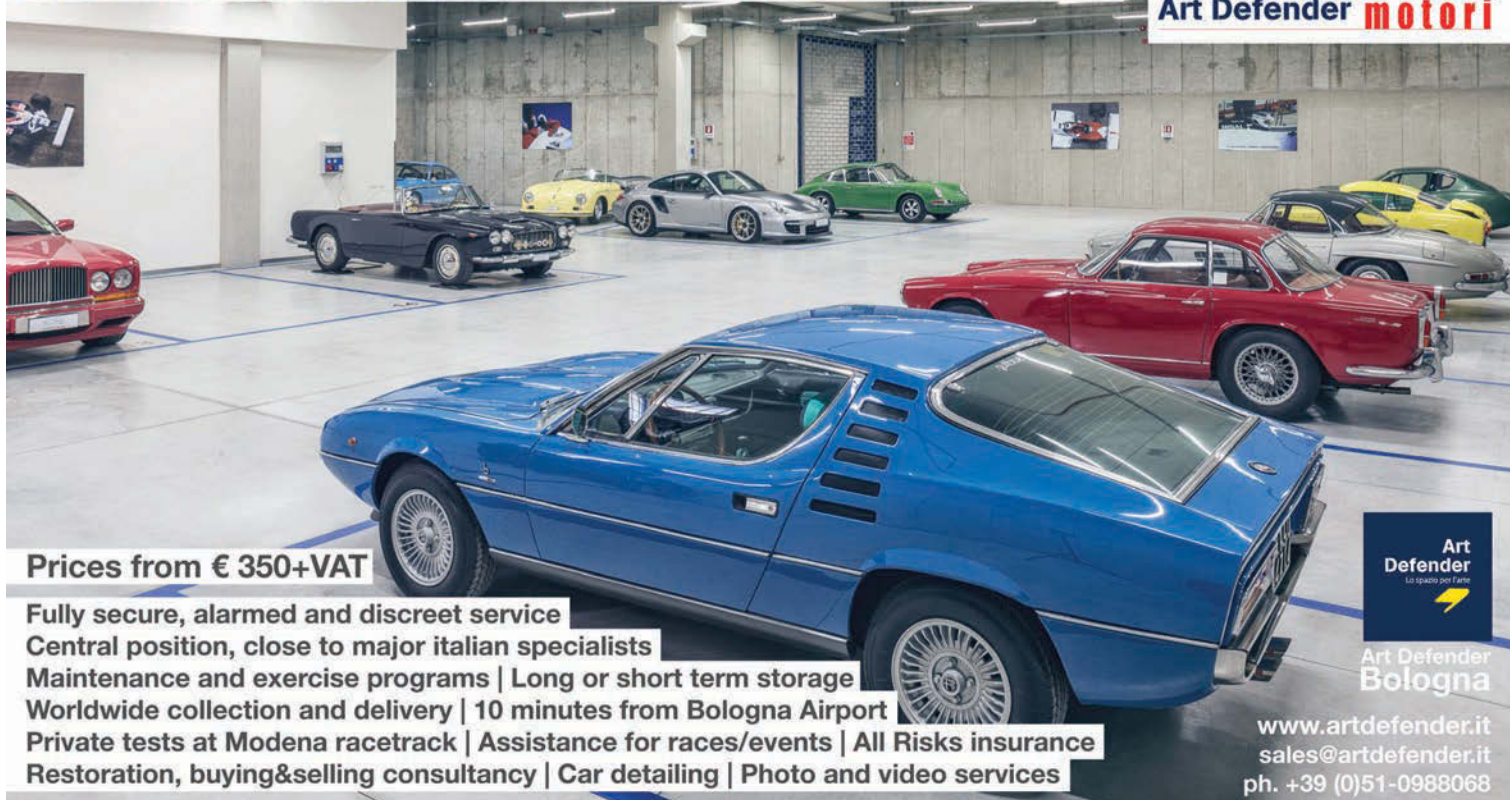 Art Defender motori
Prices from € 350+VAT
Fully secure, alarmed and discreet service
Central position, close to major italian specialists
Maintenance and exercise programs | Long or short term storage
Worldwide collection and delivery | 10 minutes from Bologna Airport
Private tests at Modena racetrack | Assistance for races/events | All Risks insurance
Restoration, buying&selling consultancy | Car detailing | Photo and video services
Art
Defender
Lo spazio per l'arte
Art Defender
Bologna
www.artdefender.it
sales@artdefender.it
ph. +39 (0)51-0988068